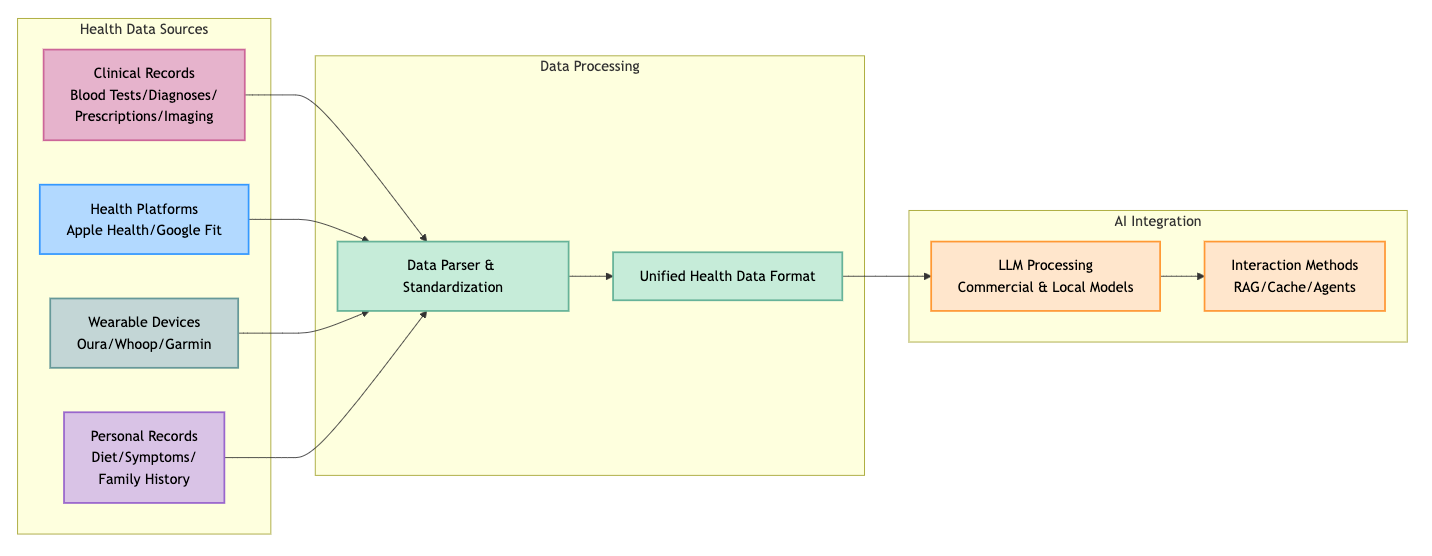 Health Data Sources
Clinical Records
Blood Tests/Diagnoses/
Prescriptions/Imaging
Health Platforms
Apple Health/Google Fit
Wearable Devices
Oura/Whoop/Garmin
Personal Records
Diet/Symptoms/
Family History
Data Processing
Data Parser &
Standardization
Unified Health Data Format
AI Integration
LLM Processing
Commercial & Local Models
Interaction Methods
RAG/Cache/Agents